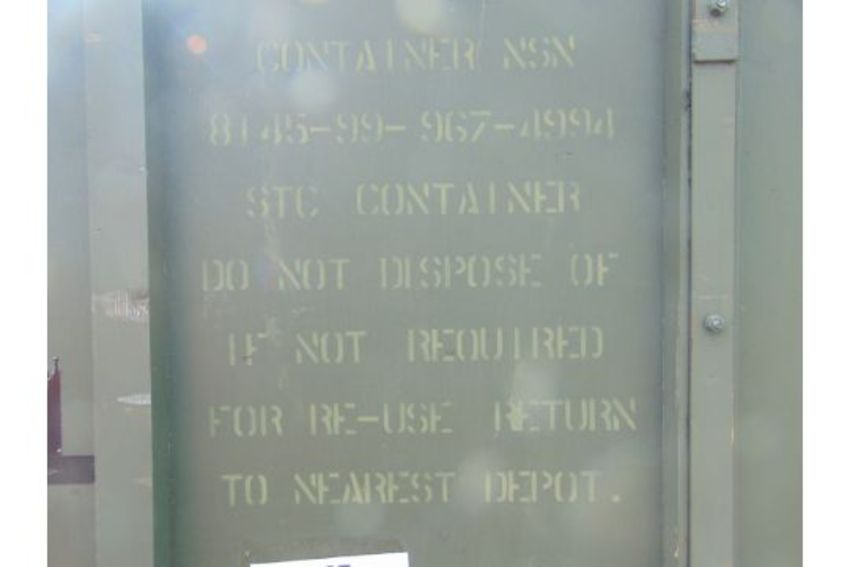 CONTAINER NSN
8145-99-967-4994
STC CONTAINER
DO NOT DISPOSE OF
IF NOT REQUIRED
FOR RE-USE RETURN
TO NEAREST DEPOT.